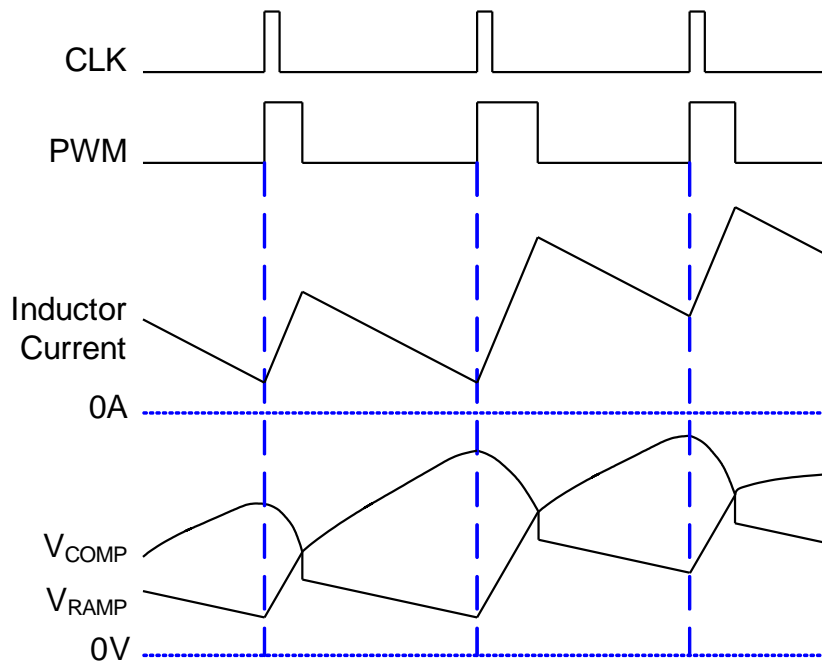 CLK
PWM
Inductor
Current
0A
VCOMP
VRAMP
0V